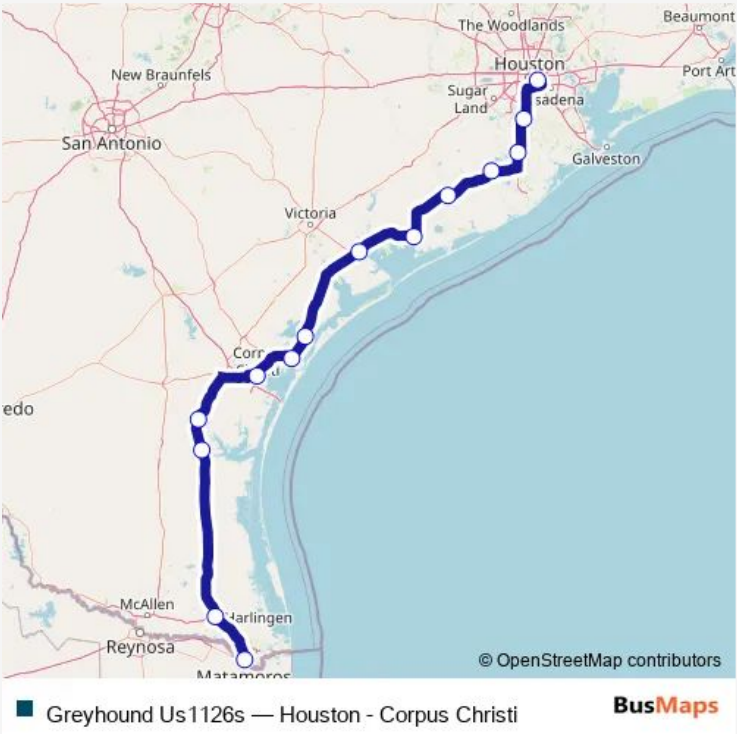 The Woodlands
Beaumont
Houston
New Braunfels
Port Art
Sugar
Land
sadena
San Antonio
Galveston
Victoria
Corp
edo
McAllen
Harlingen
Reynosa
Matamoros
© OpenStreetMap contributors
Greyhound Us1126s — Houston - Corpus Christi
BusMaps